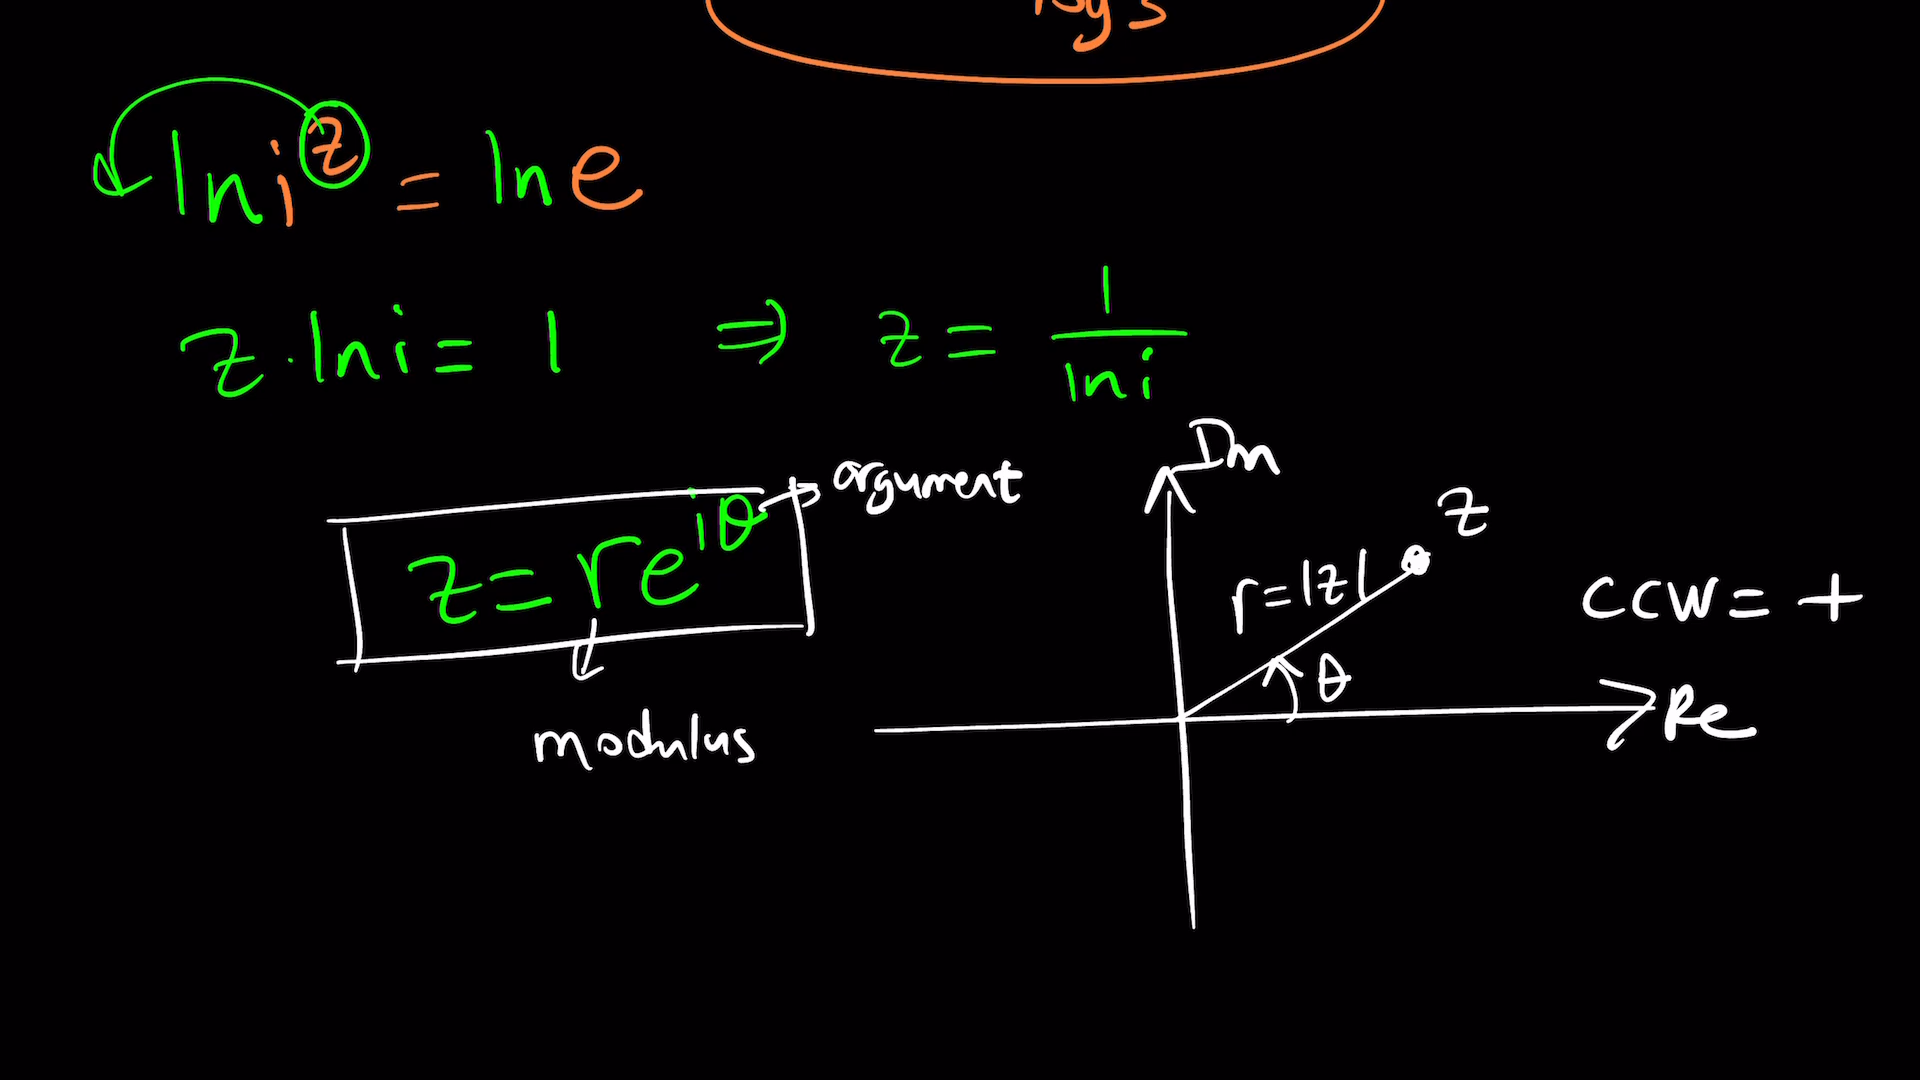 ln i^z = ln e
z · ln i = 1 ⇒ z = 1/ln i
Im
argument
z = re^iθ
z
r = |z|
CCW = +
θ
Re
modulus